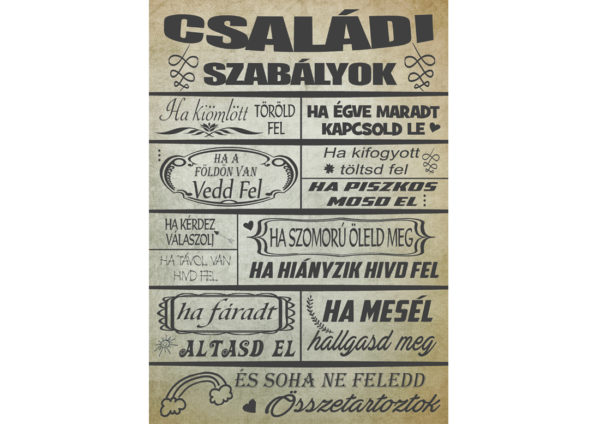 CSALÁDI
SZABÁLYOK
Ha kiömlött TÖRÖLD
FEL
HA ÉGVE MARADT
KAPCSOLD LE
HA A
FÖLDÖN VAN
Vedd Fel
Ha kifogyott
töltsd fel
HA PISZKOS
MOSD EL
HA KÉRDEZ
VÁLASZOLJ
HA TÁVOL VAN
HIVD FEL
HA SZOMORÚ ÖLELD MEG
HA HIÁNYZIK HIVD FEL
ha fáradt
ALTASD EL
HA MESÉL
hallgasd meg
ÉS SOHA NE FELEDD
Összetartoztok